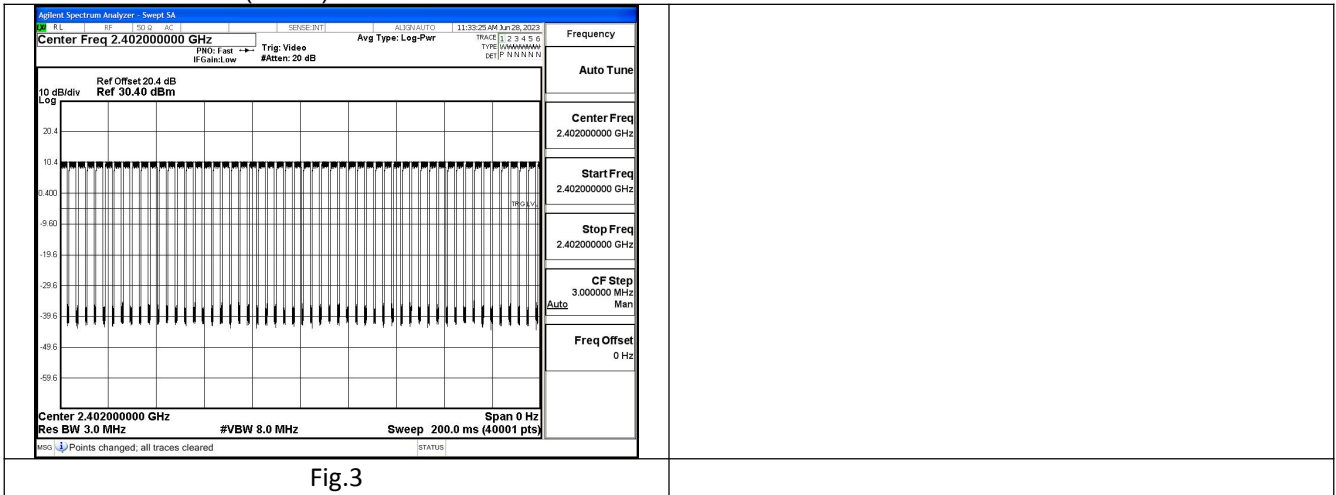 Agilent Spectrum Analyzer - Swept SA
RL RF 50 Ω AC SENSE:INT ALIGN AUTO 11:33:25 AM Jun 28, 2023
Center Freq 2.402000000 GHz
PNO: Fast
IFGain:Low
Trig: Video
#Atten: 20 dB
Avg Type: Log-Pwr
TRACE 1 2 3 4 5 6
TYPE
DET P N N N N N
Ref Offset 20.4 dB
10 dB/div Ref 30.40 dBm
Log
20.4
10.4
0.400
TRIG LVL
-9.60
-19.6
-29.6
-39.6
-49.6
-59.6
Center 2.402000000 GHz Span 0 Hz
Res BW 3.0 MHz #VBW 8.0 MHz Sweep 200.0 ms (40001 pts)
MSG Points changed; all traces cleared STATUS
Frequency
Auto Tune
Center Freq
2.402000000 GHz
Start Freq
2.402000000 GHz
Stop Freq
2.402000000 GHz
CF Step
3.000000 MHz
Auto Man
Freq Offset
0 Hz
Fig.3